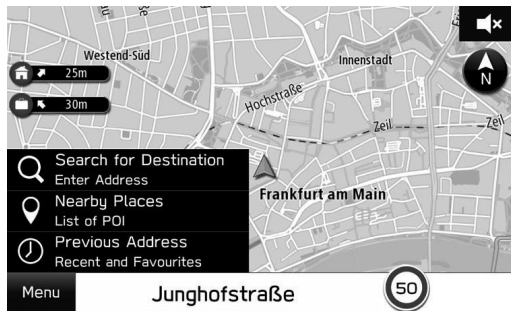 Westend-Süd
Innenstadt
25m
N
30m
Hochstraße
Zeil
Zeil
Search for Destination
Enter Address
Frankfurt am Main
Nearby Places
List of POI
Previous Address
Recent and Favourites
Menu
Junghofstraße
50